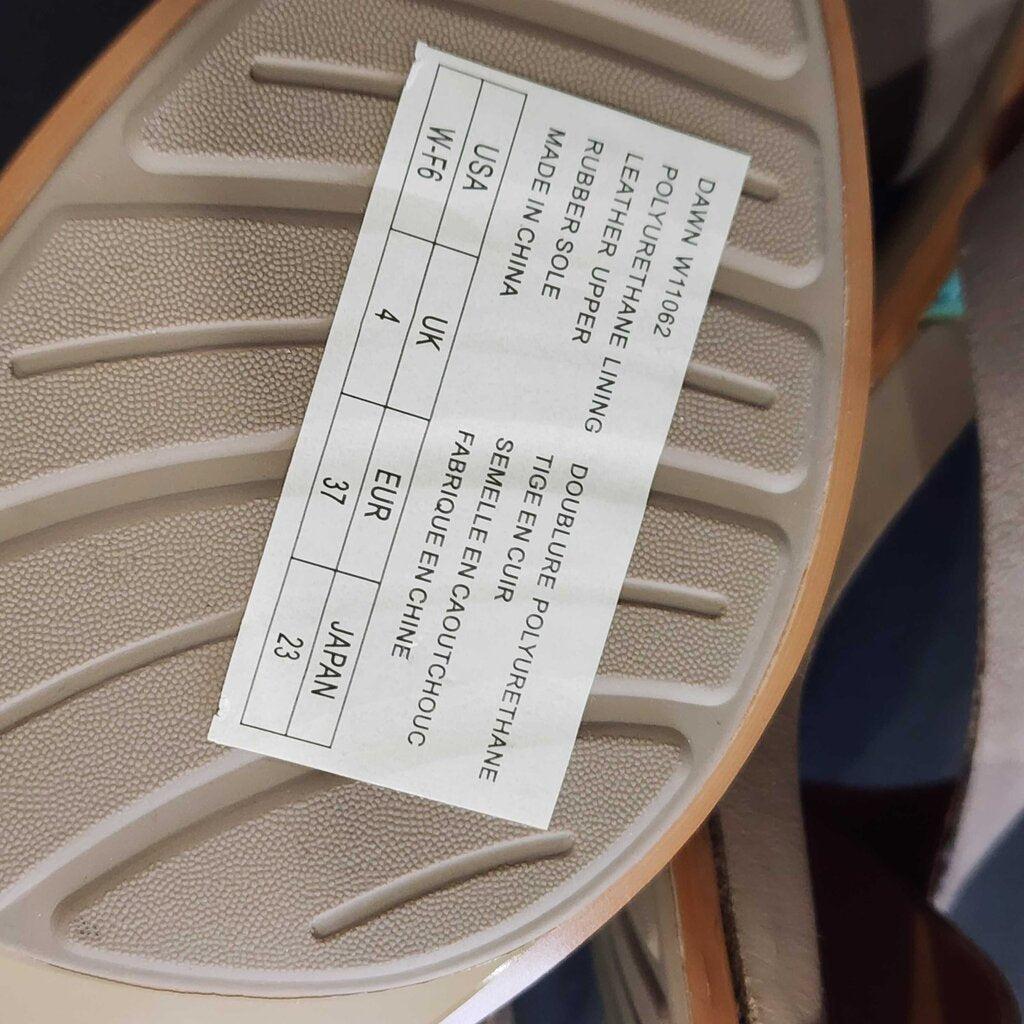 DAWN W11062
POLYURETHANE LINING
LEATHER UPPER
RUBBER SOLE
MADE IN CHINA
DOUBLURE POLYURETHANE
TIGE EN CUIR
SEMELLE EN CAOUTCHOUC
FABRIQUE EN CHINE
USA UK EUR JAPAN
W-F6 4 37 23